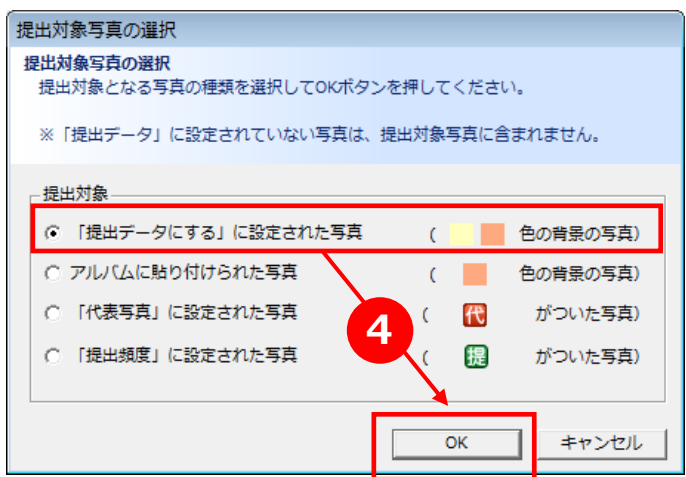 提出対象写真の選択
提出対象写真の選択
提出対象となる写真の種類を選択してOKボタンを押してください。
※「提出データ」に設定されていない写真は、提出対象写真に含まれません。
提出対象
「提出データにする」に設定された写真 ( 色の背景の写真)
アルバムに貼り付けられた写真 ( 色の背景の写真)
「代表写真」に設定された写真 ( 代 がついた写真)
「提出頻度」に設定された写真 ( 提 がついた写真)
4
OK キャンセル